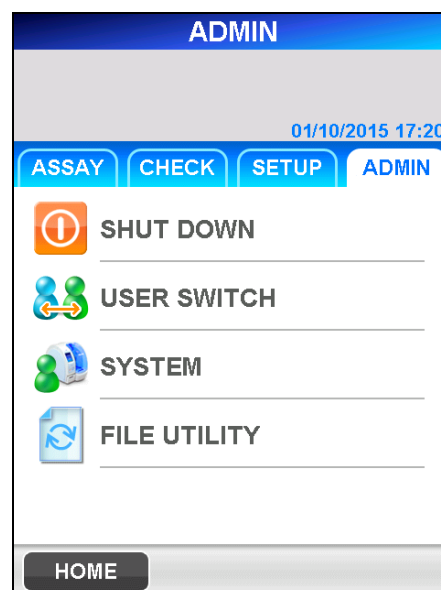 ADMIN
01/10/2015 17:20
ASSAY CHECK SETUP ADMIN
SHUT DOWN
USER SWITCH
SYSTEM
FILE UTILITY
HOME